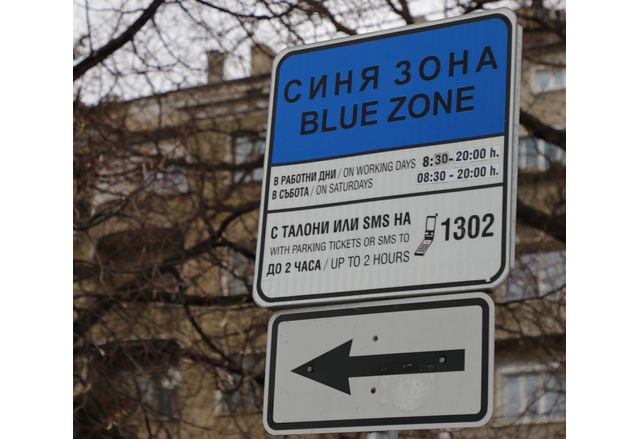 СИНЯ ЗОНА
BLUE ZONE
В РАБОТНИ ДНИ / ON WORKING DAYS 8:30-20:00 h.
В СЪБОТА / ON SATURDAYS 08:30 - 20:00 h.
С ТАЛОНИ ИЛИ SMS НА 1302
WITH PARKING TICKETS OR SMS TO
ДО 2 ЧАСА / UP TO 2 HOURS